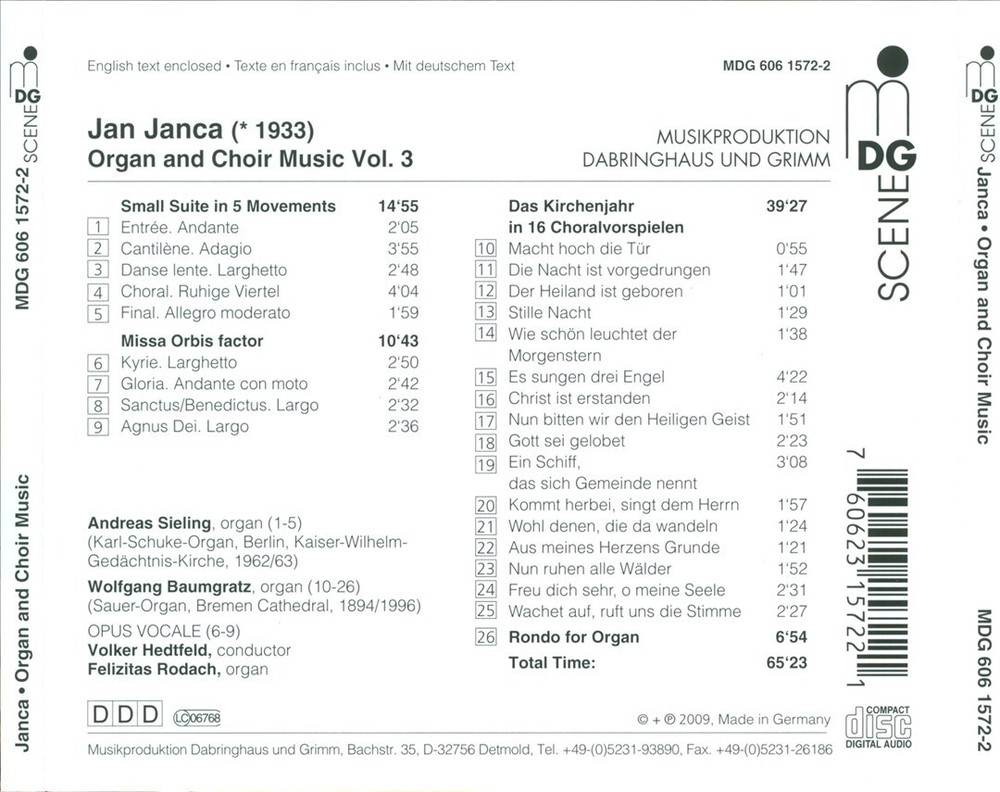 English text enclosed • Texte en français inclus • Mit deutschem Text
MDG 606 1572-2
Jan Janca (* 1933)
Organ and Choir Music Vol. 3
MUSIKPRODUKTION
DABRINGHAUS UND GRIMM
DG
SCENE
Small Suite in 5 Movements 14‘55
1 Entrée. Andante 2‘05
2 Cantilène. Adagio 3‘55
3 Danse lente. Larghetto 2‘48
4 Choral. Ruhige Viertel 4‘04
5 Final. Allegro moderato 1‘59
Missa Orbis factor 10‘43
6 Kyrie. Larghetto 2‘50
7 Gloria. Andante con moto 2‘42
8 Sanctus/Benedictus. Largo 2‘32
9 Agnus Dei. Largo 2‘36
Andreas Sieling, organ (1-5)
(Karl-Schuke-Organ, Berlin, Kaiser-Wilhelm-
Gedächtnis-Kirche, 1962/63)
Wolfgang Baumgratz, organ (10-26)
(Sauer-Organ, Bremen Cathedral, 1894/1996)
OPUS VOCALE (6-9)
Volker Hedtfeld, conductor
Felizitas Rodach, organ
Das Kirchenjahr 39‘27
in 16 Choralvorspielen
10 Macht hoch die Tür 0‘55
11 Die Nacht ist vorgedrungen 1‘47
12 Der Heiland ist geboren 1‘01
13 Stille Nacht 1‘29
14 Wie schön leuchtet der 1‘38
Morgenstern
15 Es sungen drei Engel 4‘22
16 Christ ist erstanden 2‘14
17 Nun bitten wir den Heiligen Geist 1‘51
18 Gott sei gelobet 2‘23
19 Ein Schiff, 3‘08
das sich Gemeinde nennt
20 Kommt herbei, singt dem Herrn 1‘57
21 Wohl denen, die da wandeln 1‘24
22 Aus meines Herzens Grunde 1‘21
23 Nun ruhen alle Wälder 1‘52
24 Freu dich sehr, o meine Seele 2‘31
25 Wachet auf, ruft uns die Stimme 2‘27
26 Rondo for Organ 6‘54
Total Time: 65‘23
7 60623 15722 1
DDD
LC 06768
© + ℗ 2009, Made in Germany
COMPACT
disc
DIGITAL AUDIO
Musikproduktion Dabringhaus und Grimm, Bachstr. 35, D-32756 Detmold, Tel. +49-(0)5231-93890, Fax. +49-(0)5231-26186
DG
SCENE
MDG 606 1572-2
Janca • Organ and Choir Music
DG
SCENE
Janca • Organ and Choir Music
MDG 606 1572-2